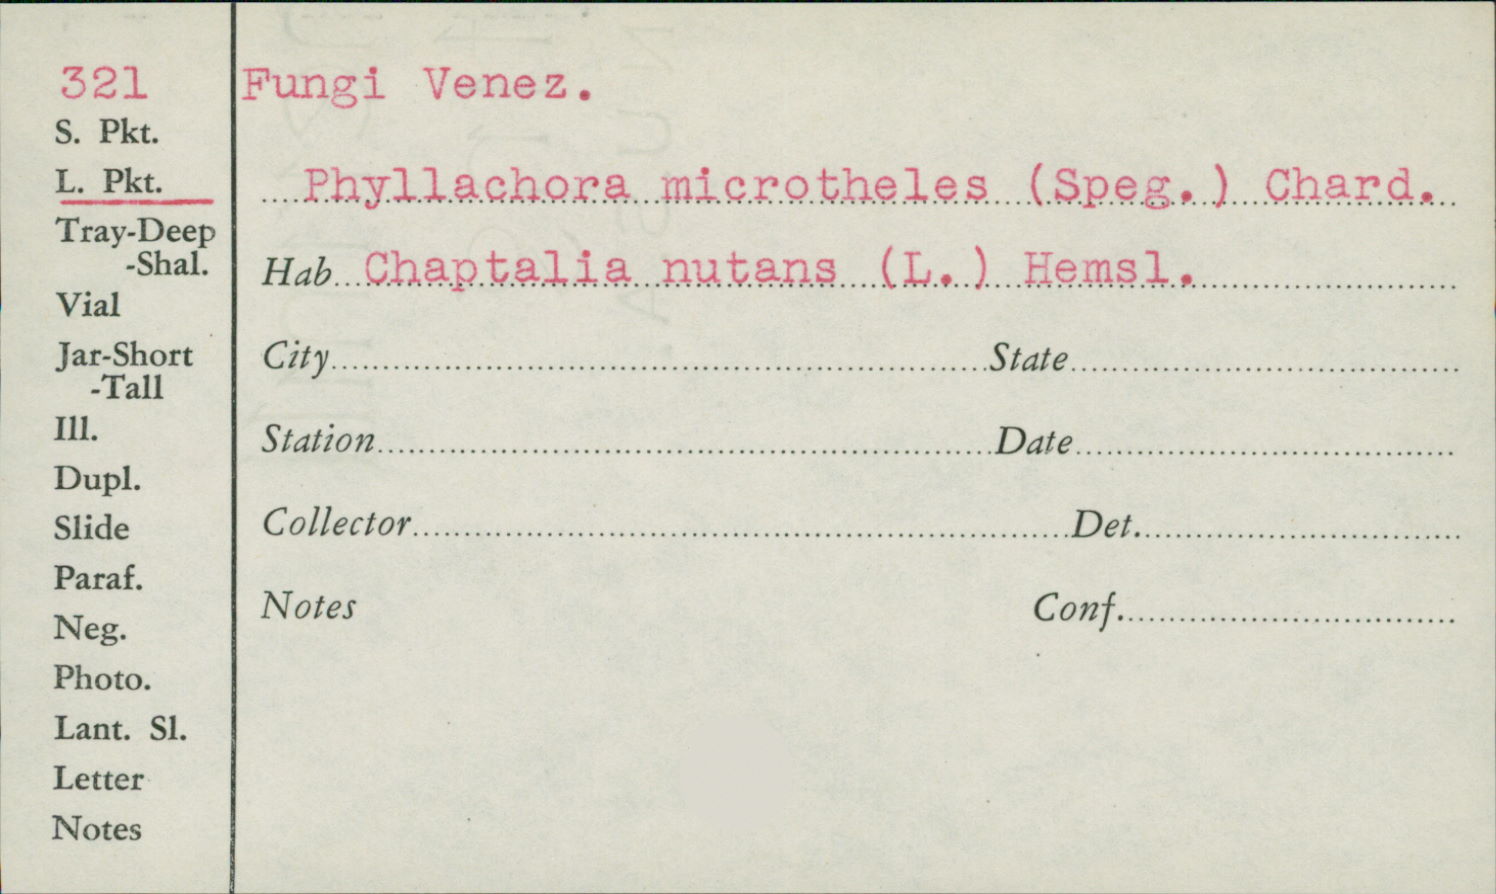 321 Fungi Venez.
S. Pkt.
L. Pkt. Phyllachora microtheles (Speg.) Chard.
Tray-Deep
-Shal.
Hab Chaptalia nutans (L.) Hemsl.
Vial
Jar-Short
-Tall
City State
Ill.
Station Date
Dupl.
Slide
Collector Det.
Paraf.
Neg.
Notes Conf.
Photo.
Lant. Sl.
Letter
Notes